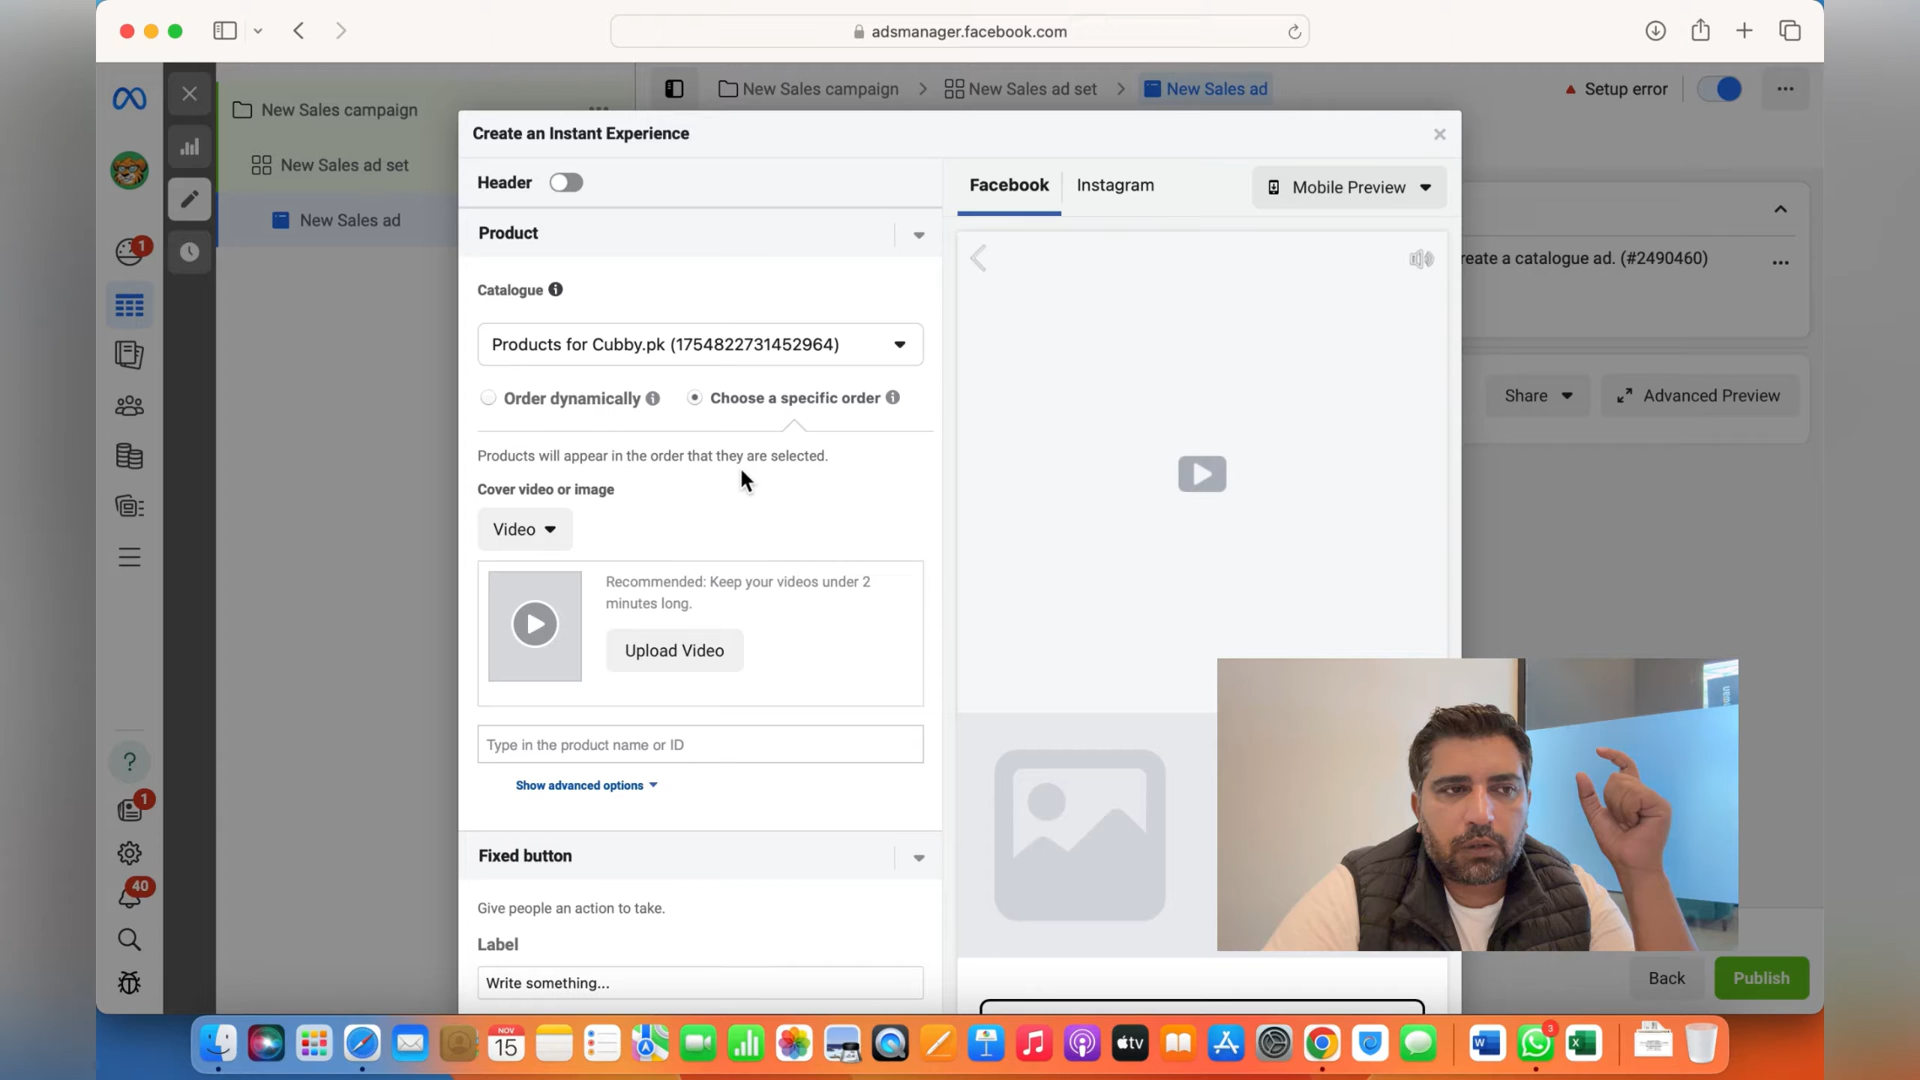 adsmanager.facebook.com
New Sales campaign
New Sales ad set
New Sales ad
New Sales campaign
New Sales ad set
New Sales ad
Setup error
Create an Instant Experience
Header
Facebook
Instagram
Mobile Preview
Product
Catalogue
reate a catalogue ad. (#2490460)
Products for Cubby.pk (1754822731452964)
Order dynamically
Choose a specific order
Share
Advanced Preview
Products will appear in the order that they are selected.
Cover video or image
Video
Recommended: Keep your videos under 2
minutes long.
Upload Video
Type in the product name or ID
Show advanced options
Fixed button
Give people an action to take.
Label
Write something...
Back
Publish
1
1
40
?
NOV
15
tv
W
3
X